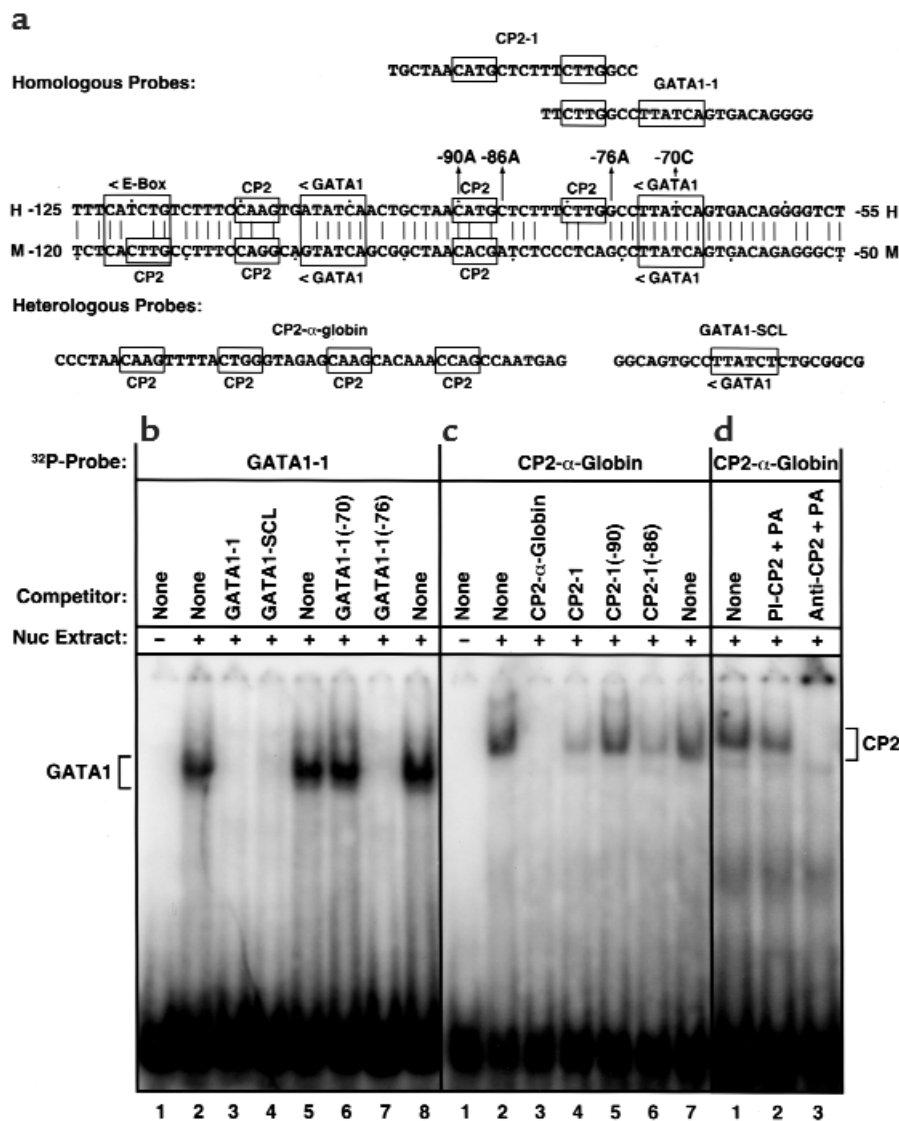 a
CP2-1
TGCTAACATGCTCTTTCTTGGCC
Homologous Probes:
GATA1-1
TTCTTGGCCTTATCAGTGACAGGGG
-90A -86A -76A -70C
< E-Box CP2 < GATA1 CP2 CP2 < GATA1
H -125 TTTCATCTGTCTTTCCAAGTGATATCAACTGCTAACATGCTCTTTCTTGGCCTTATCAGTGACAGGGGTCT -55 H
M -120 TCTCACTTGCCTTTCCAGGCAGTATCAGCGGCTAACACGATCTCCCTCAGCCTTATCAGTGACAGAGGGCT -50 M
CP2 CP2 < GATA1 CP2 < GATA1
Heterologous Probes:
CP2-α-globin GATA1-SCL
CCCTAACAAGTTTTACTGGGTAGAGCAAGCACAAACCAGCCAATGAG GGCAGTGCCTTATCTCTGCGGCG
CP2 CP2 CP2 CP2 < GATA1
b c d
³²P-Probe: GATA1-1 CP2-α-Globin CP2-α-Globin
Competitor: None None GATA1-1 GATA1-SCL None GATA1-1(-70) GATA1-1(-76) None None None CP2-α-Globin CP2-1 CP2-1(-90) CP2-1(-86) None None PI-CP2 + PA Anti-CP2 + PA
Nuc Extract: – + + + + + + + – + + + + + + + + +
GATA1
CP2
1 2 3 4 5 6 7 8 1 2 3 4 5 6 7 1 2 3